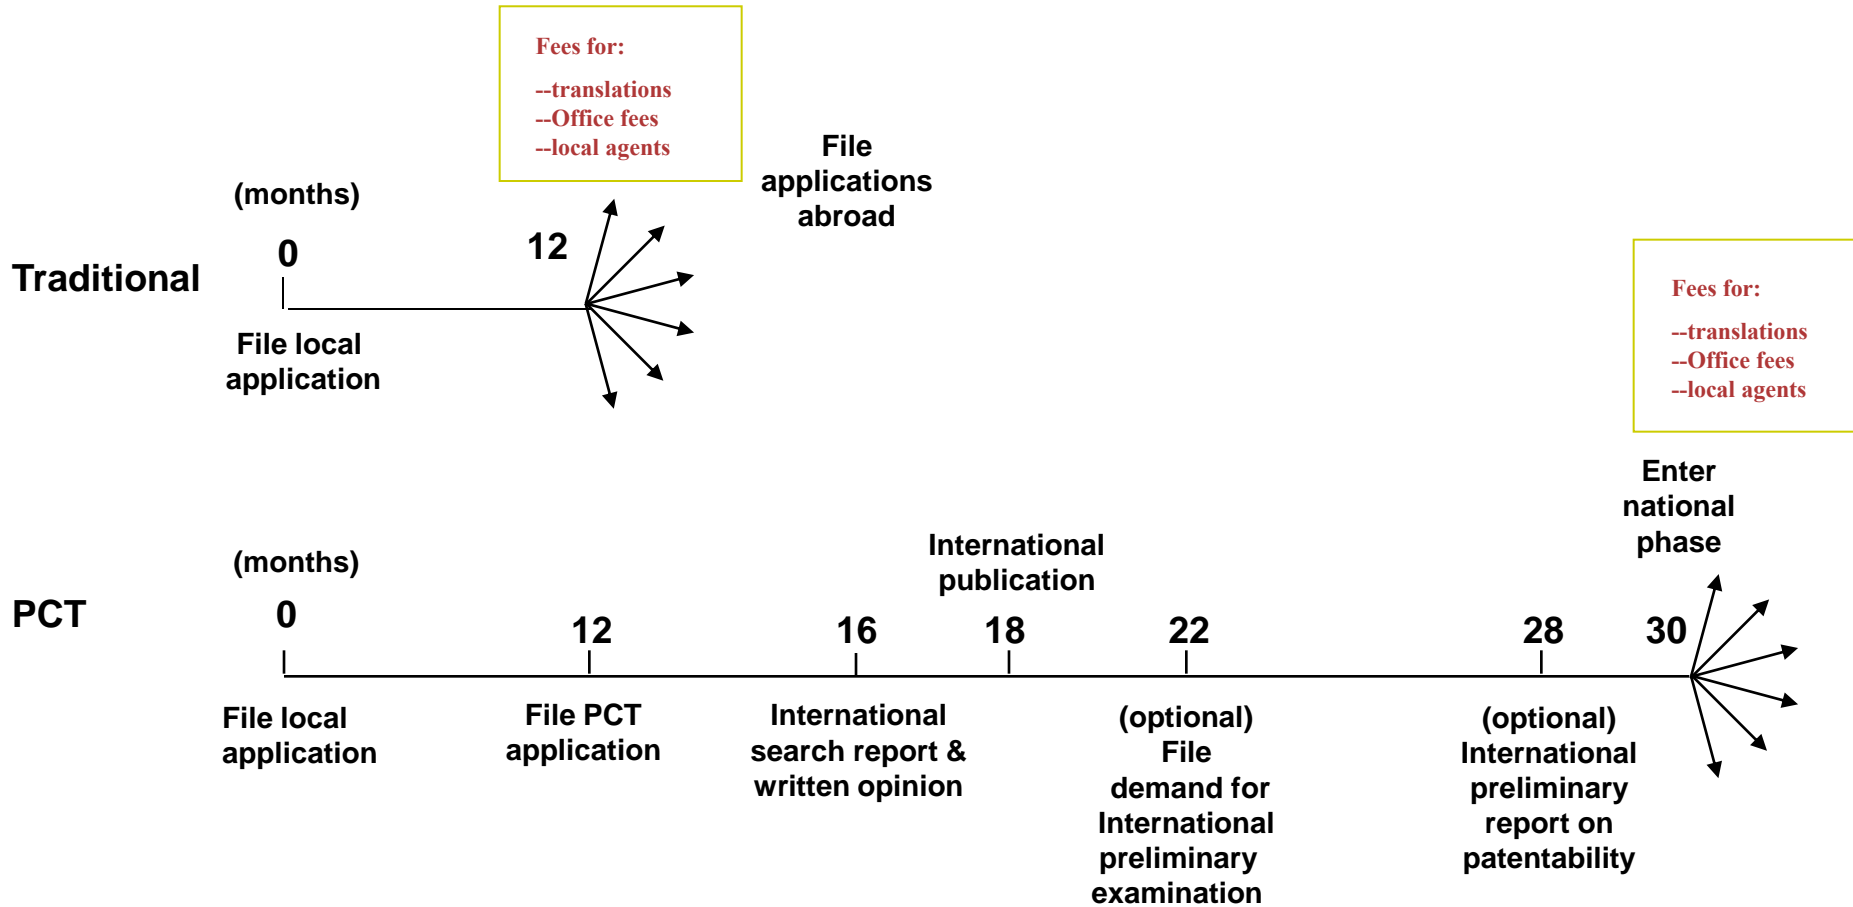 Fees for:
--translations
--Office fees
--local agents
File
applications
abroad
(months)
0
12
Traditional
File local
application
Fees for:
--translations
--Office fees
--local agents
Enter
national
phase
International
publication
(months)
PCT
0
12
16
18
22
28
30
File local
application
File PCT
application
International
search report &
written opinion
(optional)
File
demand for
International
preliminary
examination
(optional)
International
preliminary
report on
patentability